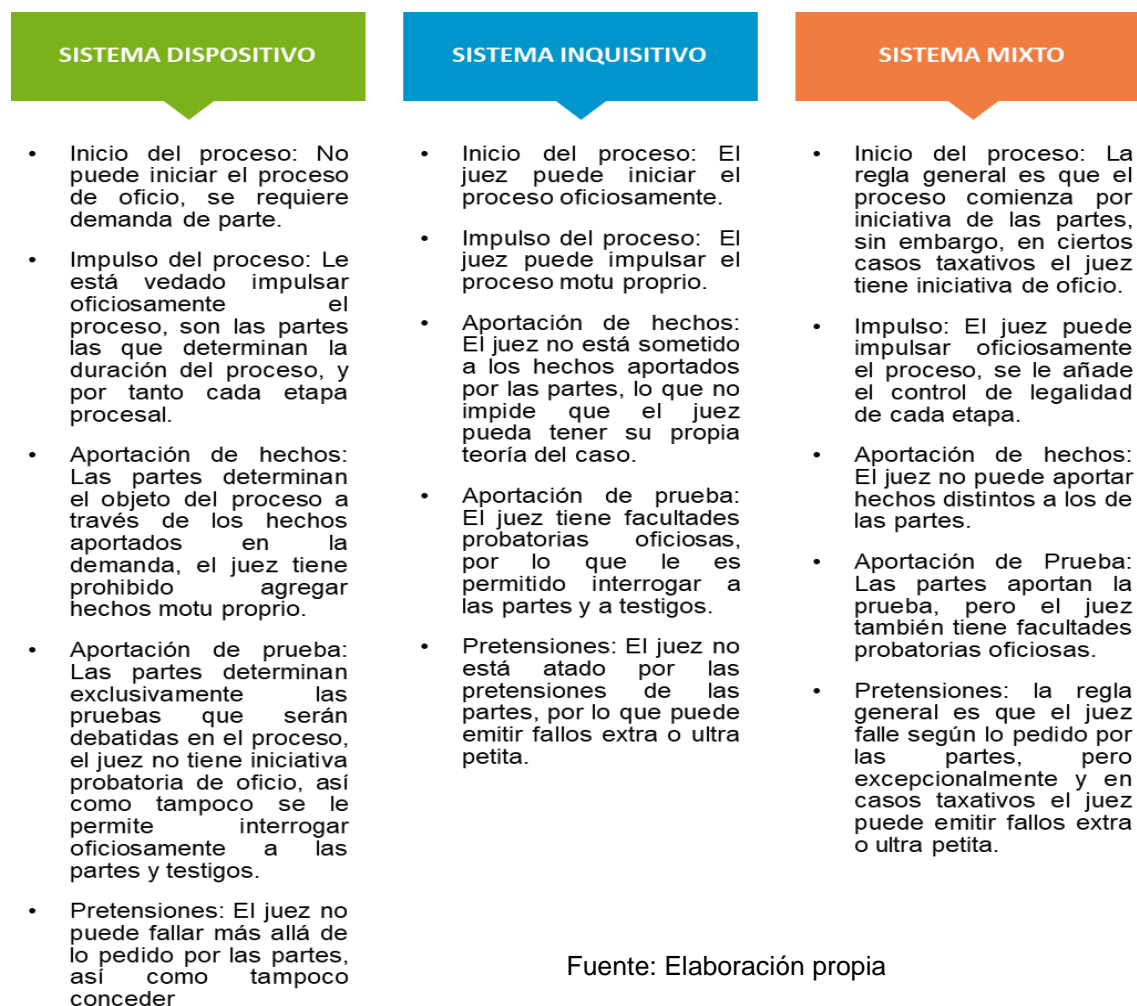 SISTEMA DISPOSITIVO
• Inicio del proceso: No
puede iniciar el proceso
de oficio, se requiere
demanda de parte.
• Impulso del proceso: Le
está vedado impulsar
oficiosamente el
proceso, son las partes
las que determinan la
duración del proceso, y
por tanto cada etapa
procesal.
• Aportación de hechos:
Las partes determinan
el objeto del proceso a
través de los hechos
aportados en la
demanda, el juez tiene
prohibido agregar
hechos motu proprio.
• Aportación de prueba:
Las partes determinan
exclusivamente las
pruebas que serán
debatidas en el proceso,
el juez no tiene iniciativa
probatoria de oficio, así
como tampoco se le
permite interrogar
oficiosamente a las
partes y testigos.
• Pretensiones: El juez no
puede fallar más allá de
lo pedido por las partes,
así como tampoco
conceder
SISTEMA INQUISITIVO
• Inicio del proceso: El
juez puede iniciar el
proceso oficiosamente.
• Impulso del proceso: El
juez puede impulsar el
proceso motu proprio.
• Aportación de hechos:
El juez no está sometido
a los hechos aportados
por las partes, lo que no
impide que el juez
pueda tener su propia
teoría del caso.
• Aportación de prueba:
El juez tiene facultades
probatorias oficiosas,
por lo que le es
permitido interrogar a
las partes y a testigos.
• Pretensiones: El juez no
está atado por las
pretensiones de las
partes, por lo que puede
emitir fallos extra o ultra
petita.
SISTEMA MIXTO
• Inicio del proceso: La
regla general es que el
proceso comienza por
iniciativa de las partes,
sin embargo, en ciertos
casos taxativos el juez
tiene iniciativa de oficio.
• Impulso: El juez puede
impulsar oficiosamente
el proceso, se le añade
el control de legalidad
de cada etapa.
• Aportación de hechos:
El juez no puede aportar
hechos distintos a los de
las partes.
• Aportación de Prueba:
Las partes aportan la
prueba, pero el juez
también tiene facultades
probatorias oficiosas.
• Pretensiones: la regla
general es que el juez
falle según lo pedido por
las partes, pero
excepcionalmente y en
casos taxativos el juez
puede emitir fallos extra
o ultra petita.
Fuente: Elaboración propia